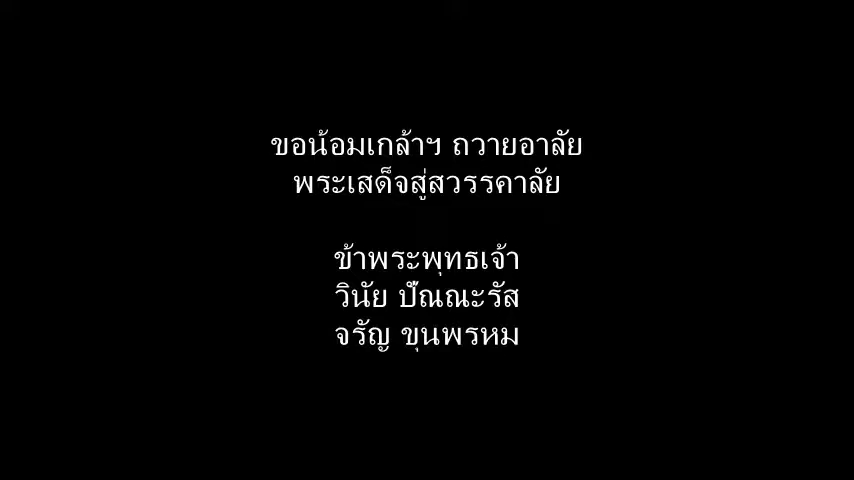 ขอน้อมเกล้าฯ ถวายอาลัย
พระเสด็จสู่สวรรคาลัย
ข้าพระพุทธเจ้า
วินัย ปัณณะรัส
จรัญ ขุนพรหม